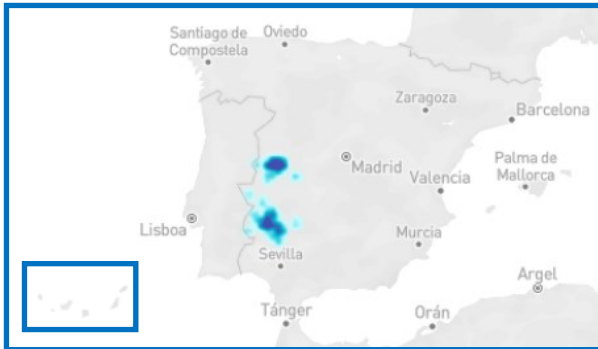 Santiago de
Compostela
Oviedo
Zaragoza
Barcelona
Madrid
Palma de
Mallorca
Valencia
Lisboa
Murcia
Sevilla
Argel
Tánger
Orán